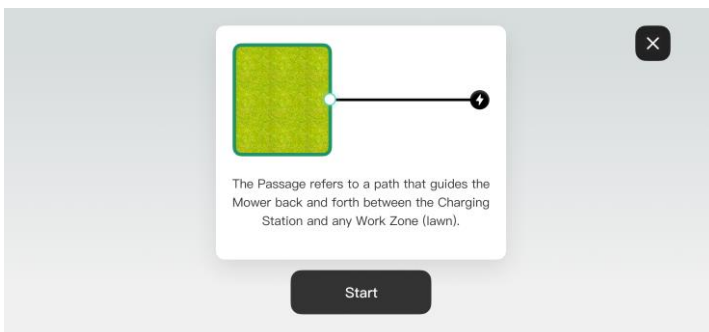 The Passage refers to a path that guides the
Mower back and forth between the Charging
Station and any Work Zone (lawn).
Start